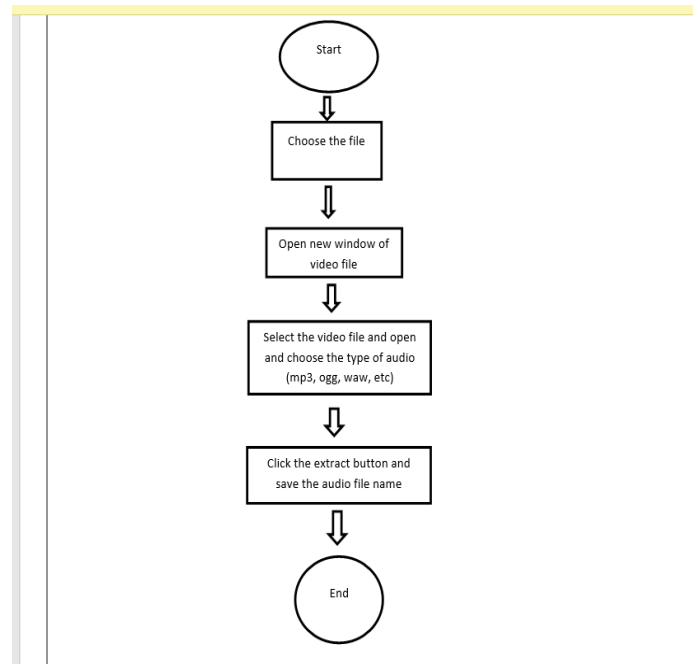 Start
Choose the file
Open new window of
video file
Select the video file and open
and choose the type of audio
(mp3, ogg, waw, etc)
Click the extract button and
save the audio file name
End